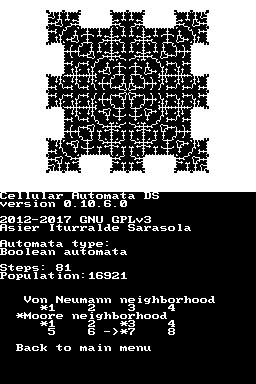 Cellular Automata DS
version 0.10.6.0
2012-2017 GNU GPLv3
Asier Iturralde Sarasola
Automata type:
Boolean automata
Steps: 81
Population:16921
Von Neumann neighborhood
*1 2 3 4
*Moore neighborhood
*1 2 *3 4
5 6 ->*7 8
Back to main menu